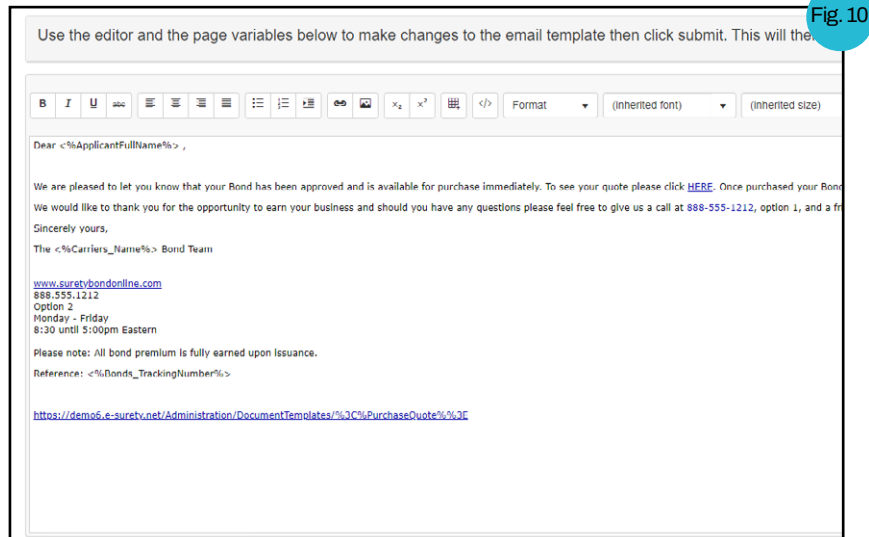 Fig. 10
Use the editor and the page variables below to make changes to the email template then click submit. This will
B I U abc x₂ x² </> Format (inherited font) (inherited size)
Dear <%ApplicantFullName%> ,
We are pleased to let you know that your Bond has been approved and is available for purchase immediately. To see your quote please click HERE. Once purchased your Bond
We would like to thank you for the opportunity to earn your business and should you have any questions please feel free to give us a call at 888-555-1212, option 1, and a
Sincerely yours,
The <%Carriers_Name%> Bond Team
www.suretybondonline.com
888.555.1212
Option 2
Monday - Friday
8:30 until 5:00pm Eastern
Please note: All bond premium is fully earned upon issuance.
Reference: <%Bonds_TrackingNumber%>
https://demo6.e-surety.net/Administration/DocumentTemplates/%3C%PurchaseQuote%%3E